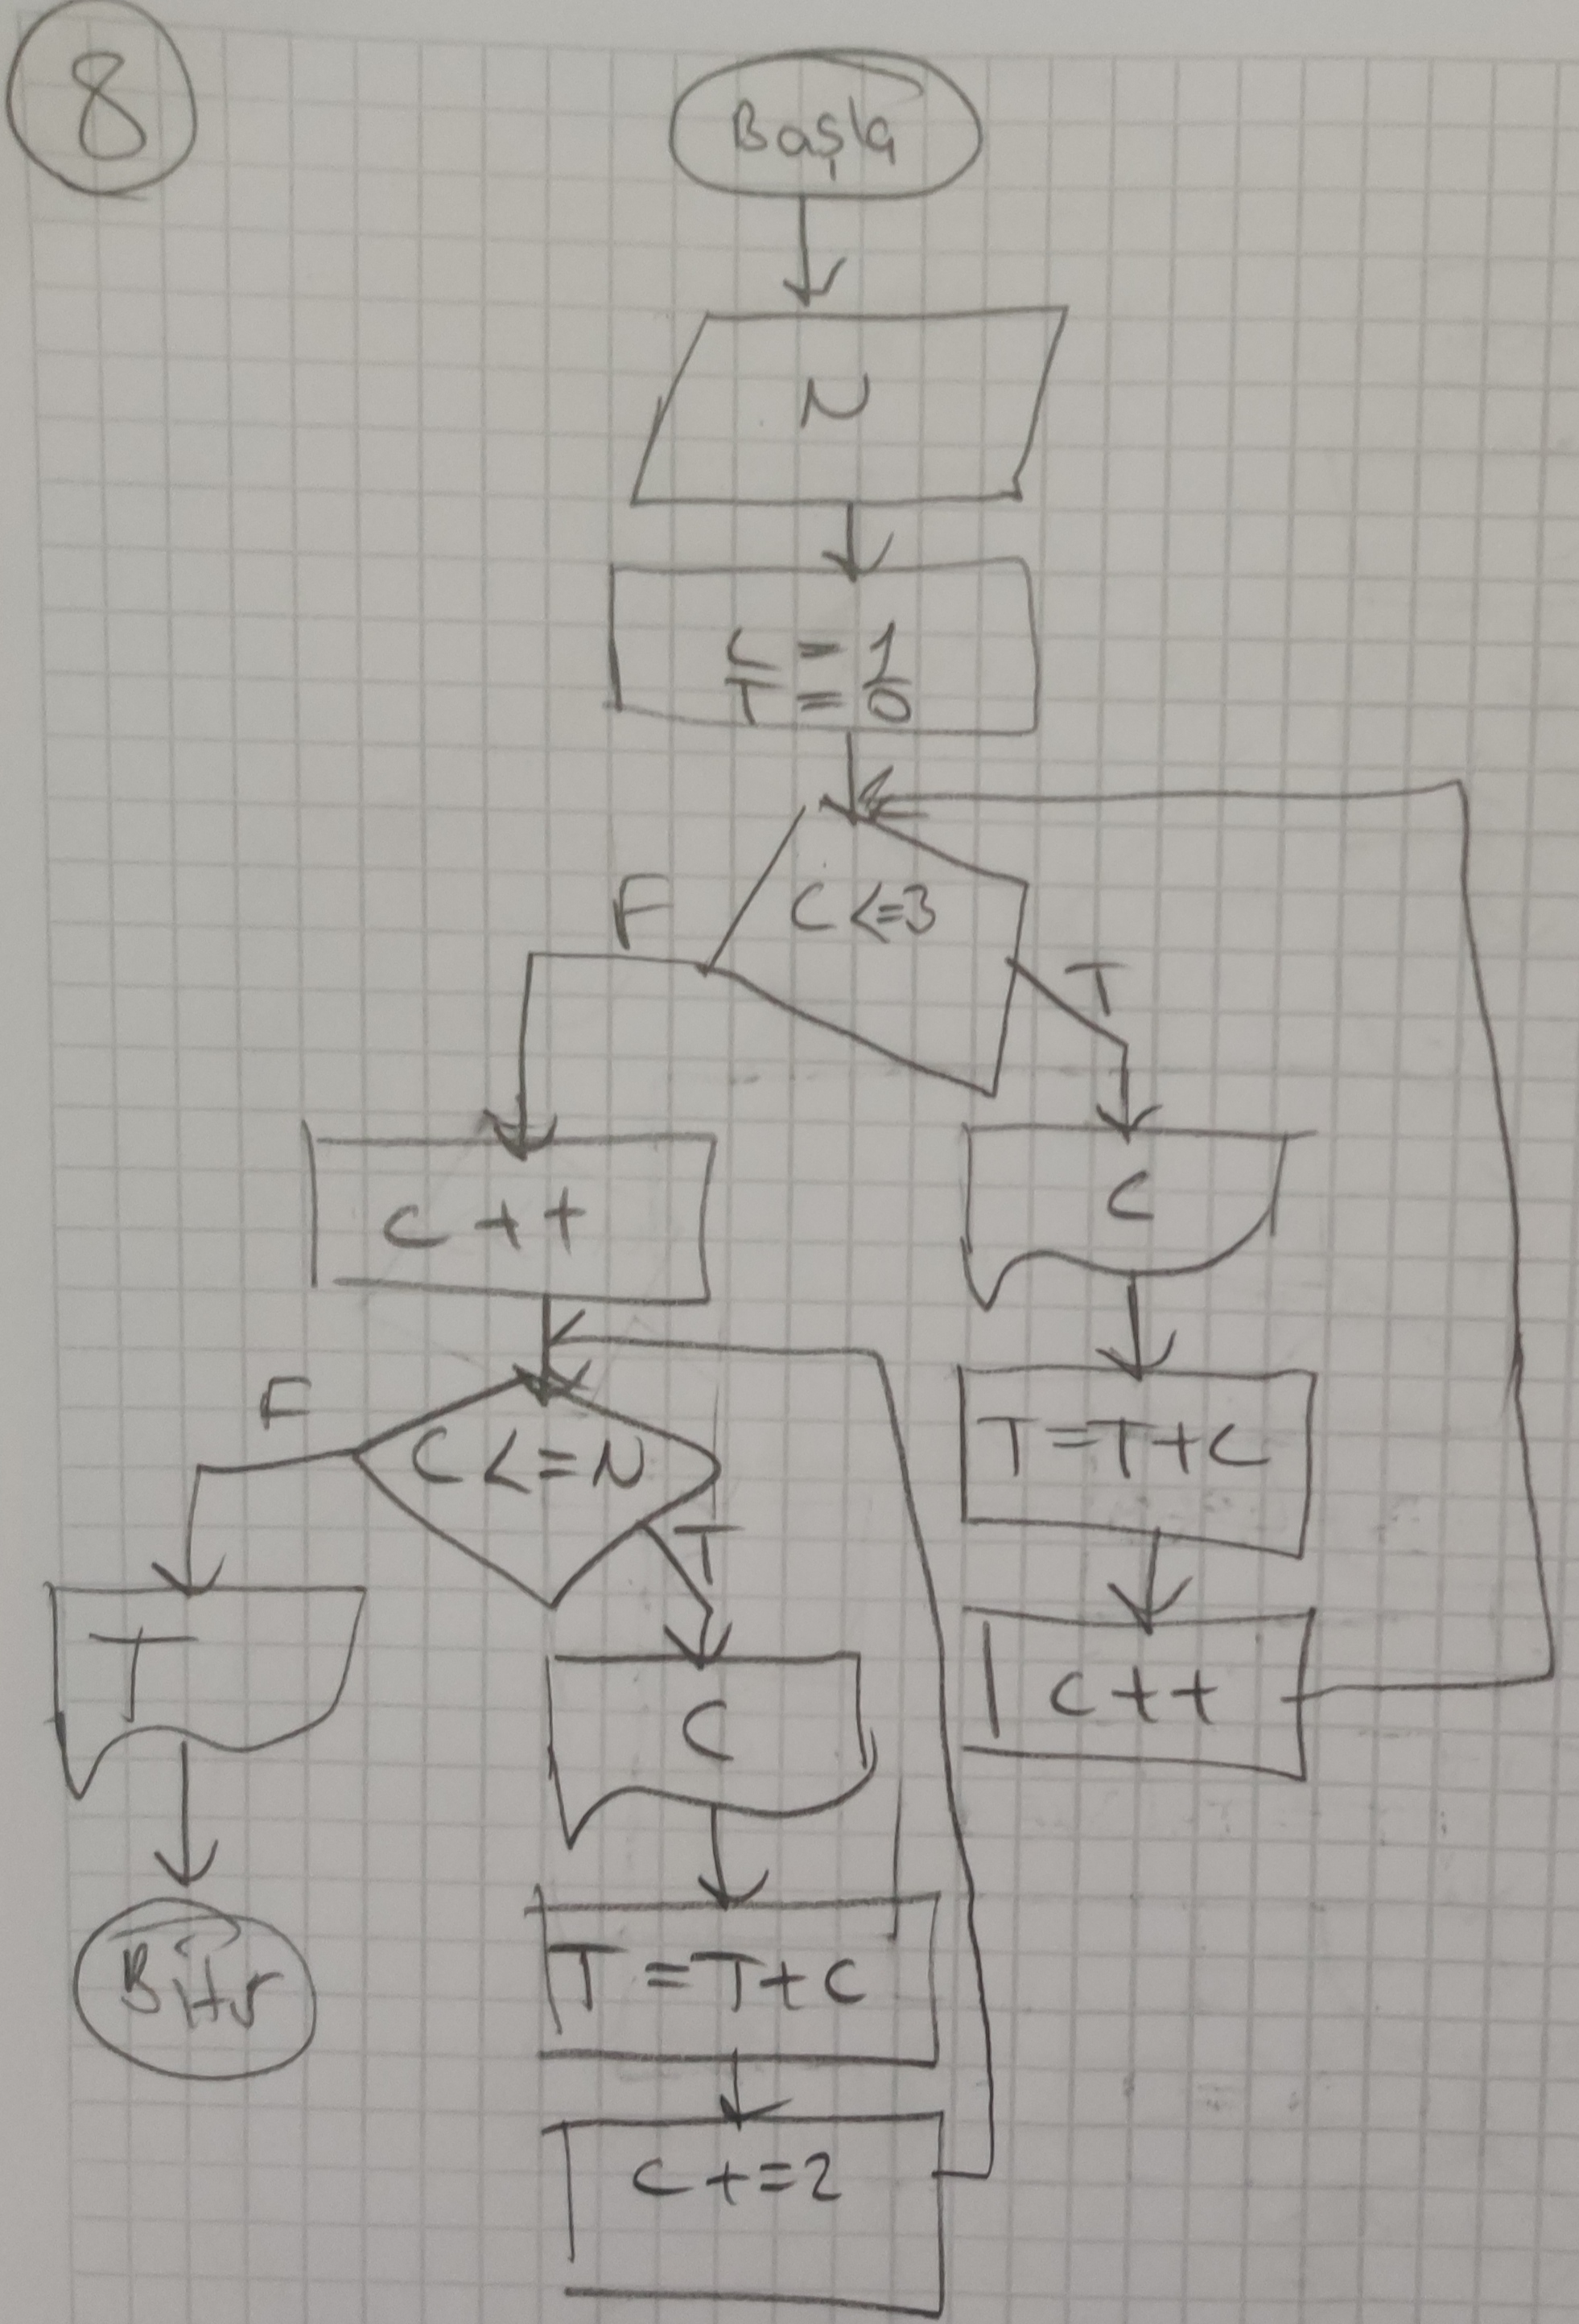 8
Başla
N
C = 1
T = 0
C <= 3
F
T
C ++
C
C <= N
F
T
T = T + C
T
C
C ++
T = T + C
Bitir
C += 2